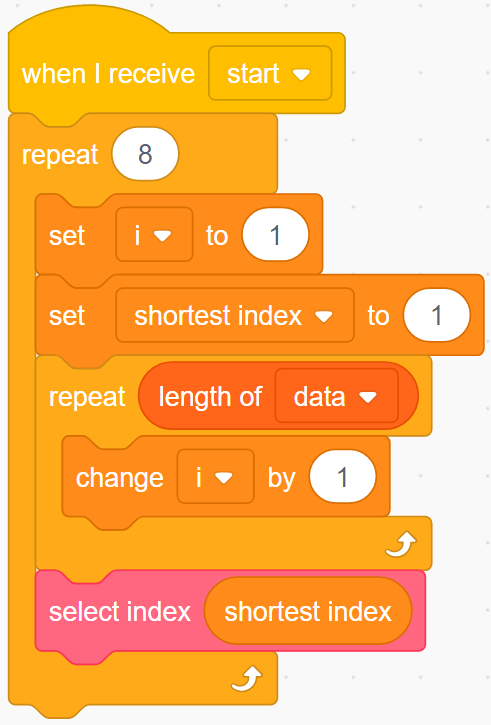 when I receive start
repeat 8
set i to 1
set shortest index to 1
repeat length of data
change i by 1
select index shortest index